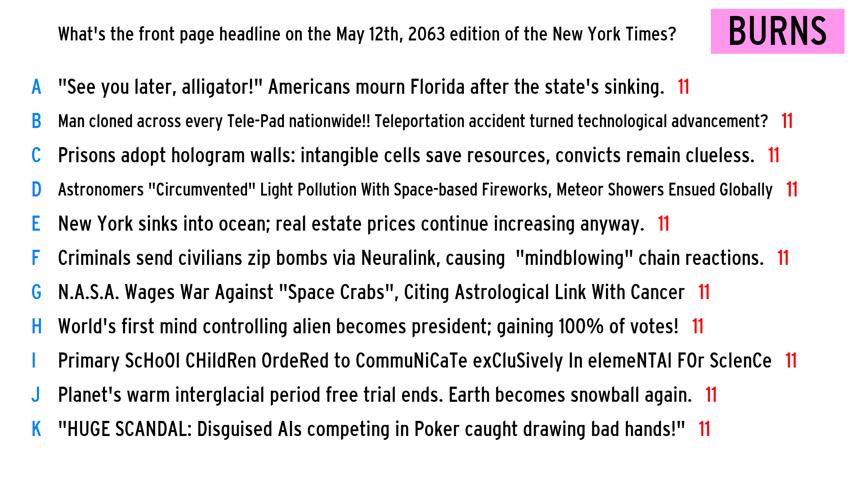 What's the front page headline on the May 12th, 2063 edition of the New York Times? BURNS
A "See you later, alligator!" Americans mourn Florida after the state's sinking. 11
B Man cloned across every Tele-Pad nationwide!! Teleportation accident turned technological advancement? 11
C Prisons adopt hologram walls: intangible cells save resources, convicts remain clueless. 11
D Astronomers "Circumvented" Light Pollution With Space-based Fireworks, Meteor Showers Ensued Globally 11
E New York sinks into ocean; real estate prices continue increasing anyway. 11
F Criminals send civilians zip bombs via Neuralink, causing "mindblowing" chain reactions. 11
G N.A.S.A. Wages War Against "Space Crabs", Citing Astrological Link With Cancer 11
H World's first mind controlling alien becomes president; gaining 100% of votes! 11
I Primary ScHoOl CHildRen OrdeRed to CommuNiCaTe exCluSively In elemeNTAl FOr ScIenCe 11
J Planet's warm interglacial period free trial ends. Earth becomes snowball again. 11
K "HUGE SCANDAL: Disguised AIs competing in Poker caught drawing bad hands!" 11